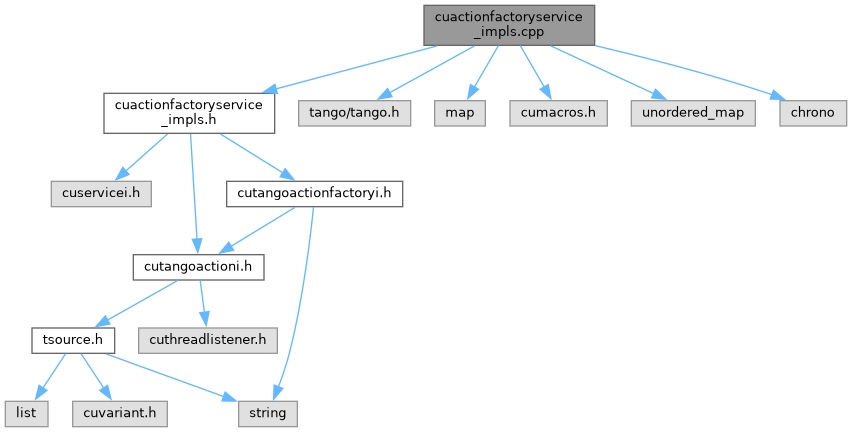 cuactionfactoryservice
_impls.cpp
cuactionfactoryservice
_impls.h
tango/tango.h
map
cumacros.h
unordered_map
chrono
cuservicei.h
cutangoactionfactoryi.h
cutangoactioni.h
tsource.h
cuthreadlistener.h
list
cuvariant.h
string